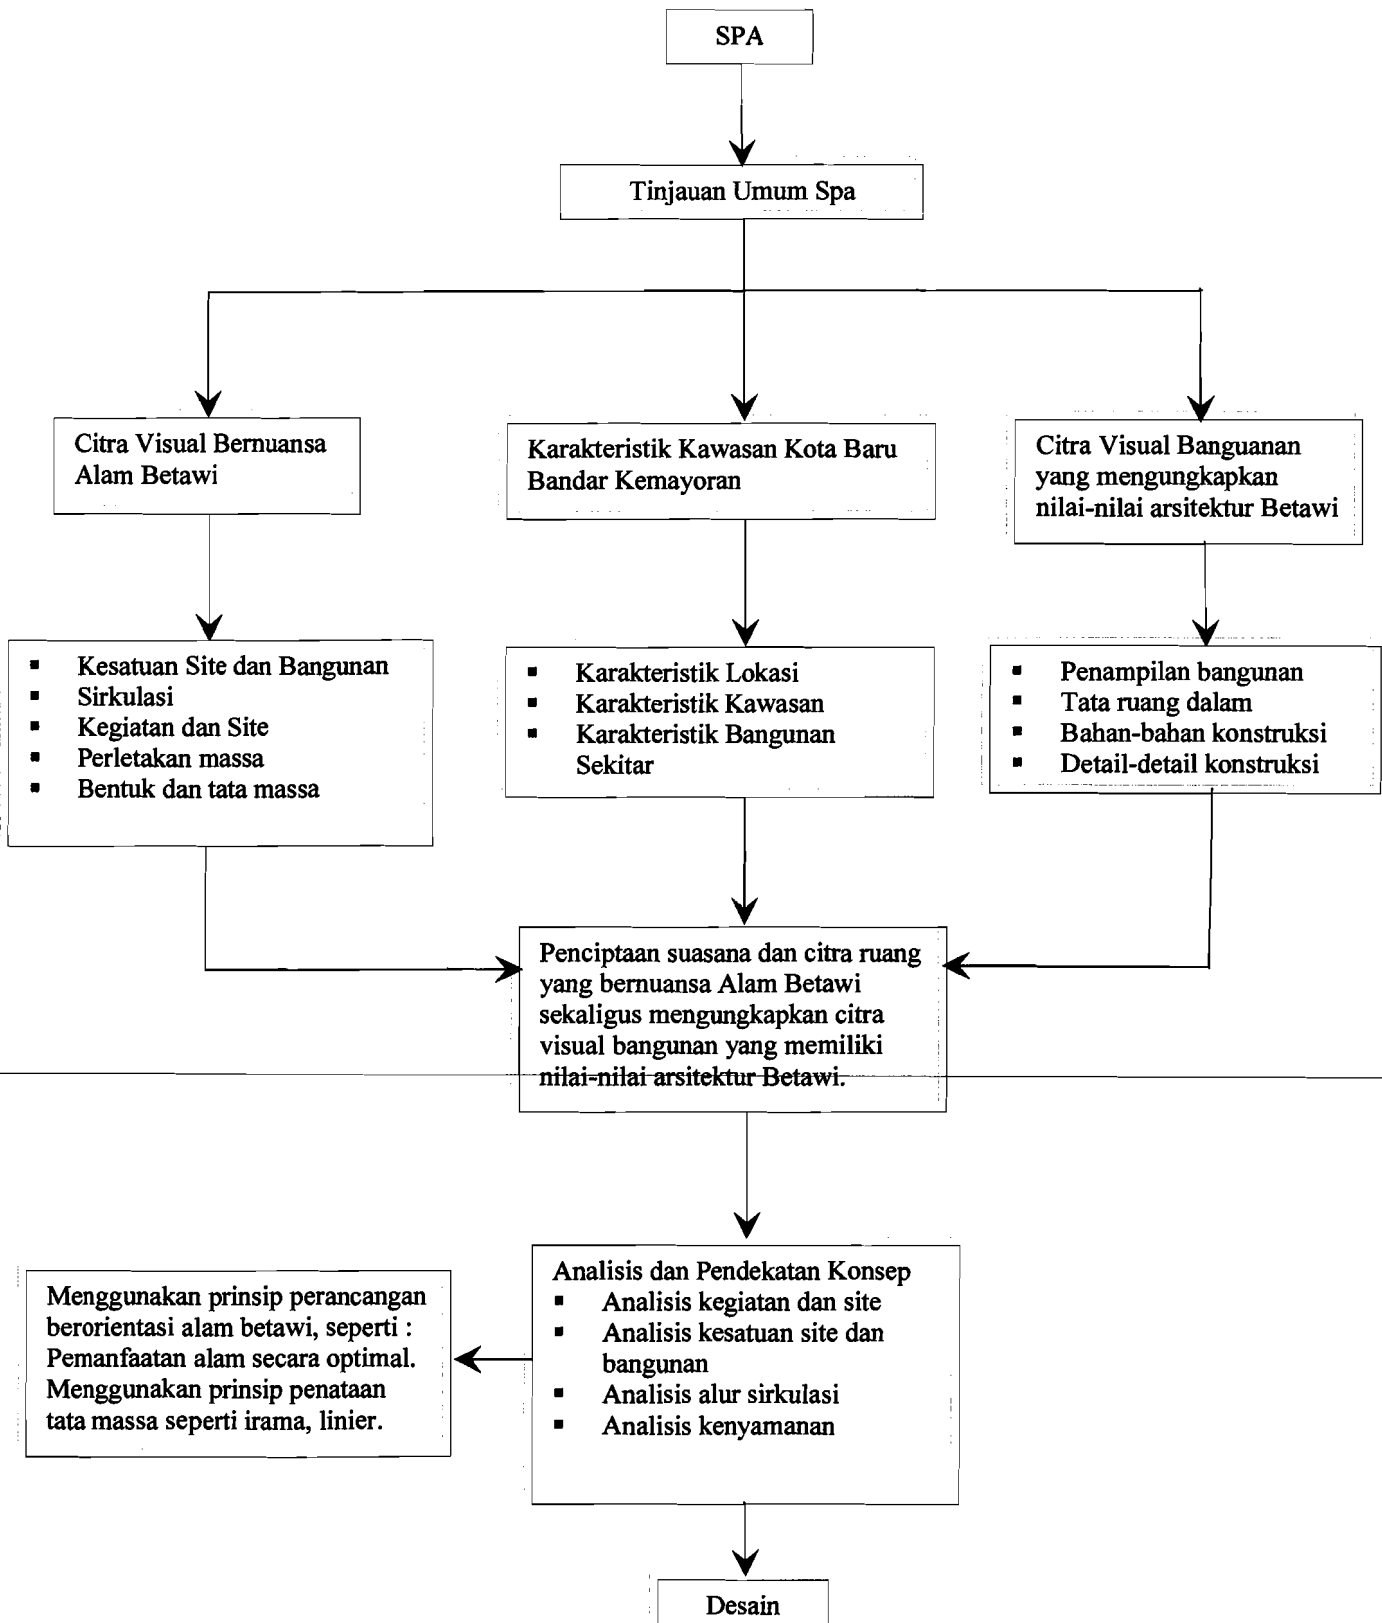 SPA
Tinjauan Umum Spa
Citra Visual Bernuansa
Alam Betawi
Karakteristik Kawasan Kota Baru
Bandar Kemayoran
Citra Visual Banguanan
yang mengungkapkan
nilai-nilai arsitektur Betawi
▪ Kesatuan Site dan Bangunan
▪ Sirkulasi
▪ Kegiatan dan Site
▪ Perletakan massa
▪ Bentuk dan tata massa
▪ Karakteristik Lokasi
▪ Karakteristik Kawasan
▪ Karakteristik Bangunan
Sekitar
▪ Penampilan bangunan
▪ Tata ruang dalam
▪ Bahan-bahan konstruksi
▪ Detail-detail konstruksi
Penciptaan suasana dan citra ruang
yang bernuansa Alam Betawi
sekaligus mengungkapkan citra
visual bangunan yang memiliki
nilai-nilai arsitektur Betawi.
Menggunakan prinsip perancangan
berorientasi alam betawi, seperti :
Pemanfaatan alam secara optimal.
Menggunakan prinsip penataan
tata massa seperti irama, linier.
Analisis dan Pendekatan Konsep
▪ Analisis kegiatan dan site
▪ Analisis kesatuan site dan
bangunan
▪ Analisis alur sirkulasi
▪ Analisis kenyamanan
Desain